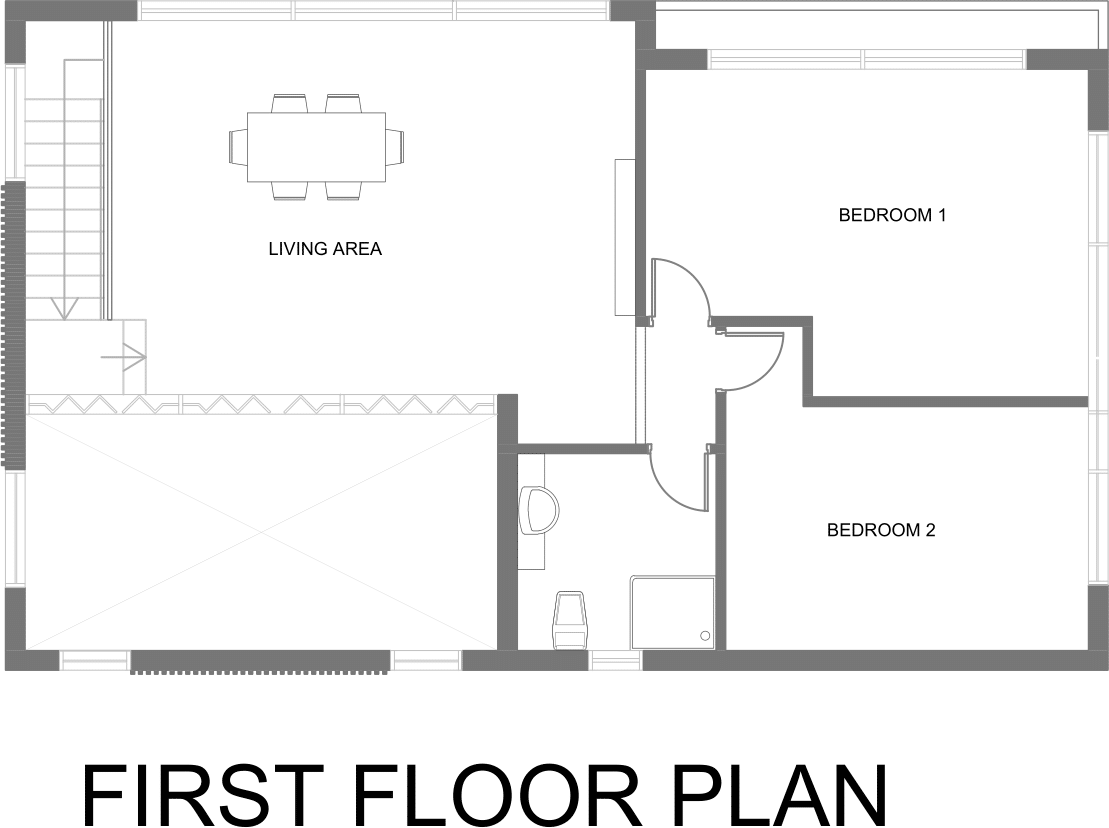 BEDROOM 1
LIVING AREA
BEDROOM 2
FIRST FLOOR PLAN